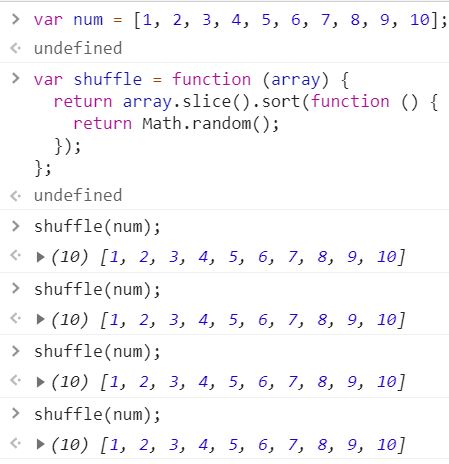 > var num = [1, 2, 3, 4, 5, 6, 7, 8, 9, 10];
< undefined
> var shuffle = function (array) {
return array.slice().sort(function () {
return Math.random();
});
};
< undefined
> shuffle(num);
< ▶ (10) [1, 2, 3, 4, 5, 6, 7, 8, 9, 10]
> shuffle(num);
< ▶ (10) [1, 2, 3, 4, 5, 6, 7, 8, 9, 10]
> shuffle(num);
< ▶ (10) [1, 2, 3, 4, 5, 6, 7, 8, 9, 10]
> shuffle(num);
< ▶ (10) [1, 2, 3, 4, 5, 6, 7, 8, 9, 10]